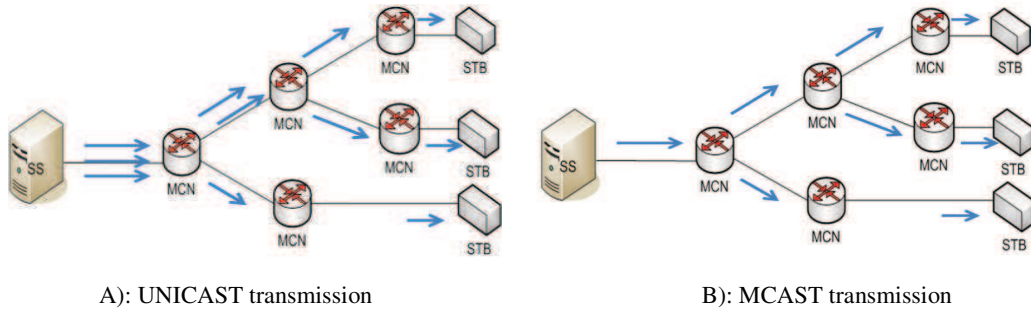 MCN
STB
MCN
SS
MCN
MCN
STB
MCN
STB
A): UNICAST transmission
MCN
STB
MCN
SS
MCN
MCN
STB
MCN
STB
B): MCAST transmission